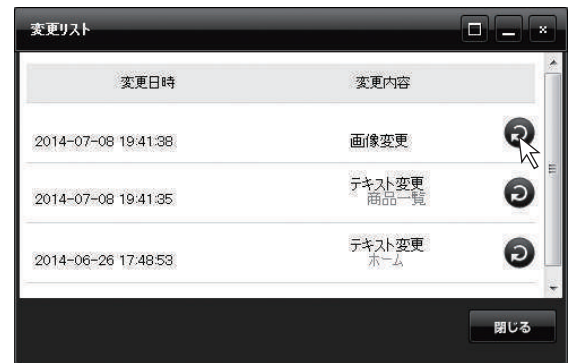 変更リスト
変更日時 変更内容
2014-07-08 19:41:38 画像変更
2014-07-08 19:41:35 テキスト変更
商品一覧
2014-06-26 17:48:53 テキスト変更
ホーム
閉じる